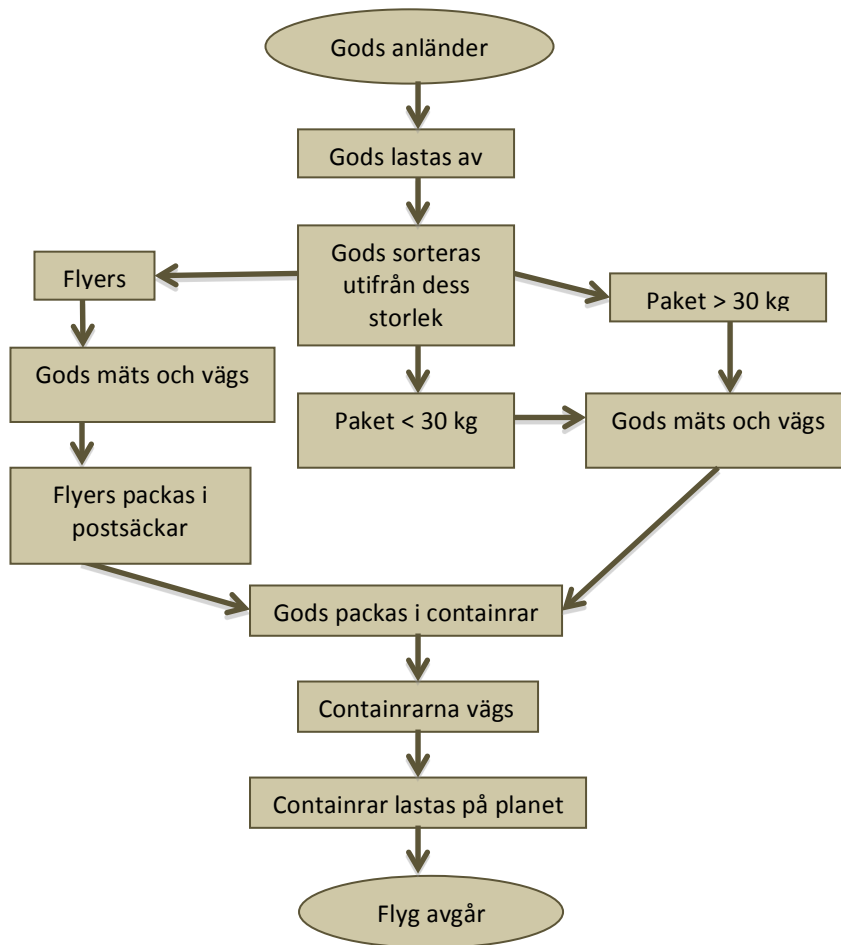 Gods anländer
Gods lastas av
Gods sorteras
utifrån dess
storlek
Flyers
Paket > 30 kg
Gods mäts och vägs
Paket < 30 kg
Gods mäts och vägs
Flyers packas i
postsäckar
Gods packas i containrar
Containrarna vägs
Containrar lastas på planet
Flyg avgår